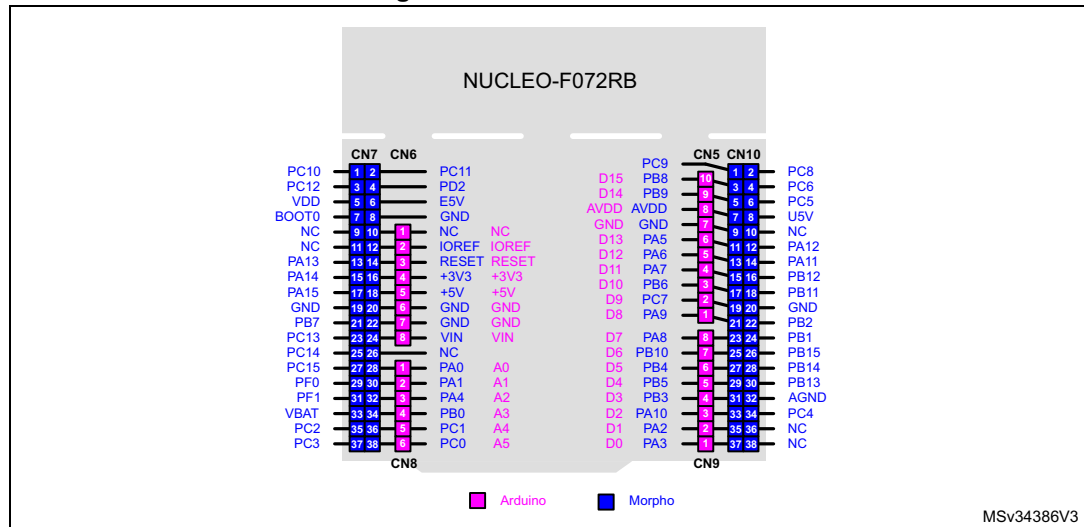 NUCLEO-F072RB
CN7 CN6 CN5 CN10
PC9
PC10 1 2 PC11 D15 PB8 10 1 2 PC8
PC12 3 4 PD2 D14 PB9 9 3 4 PC6
VDD 5 6 E5V AVDD AVDD 8 5 6 PC5
BOOT0 7 8 GND GND GND 7 7 8 U5V
NC 9 10 1 NC NC D13 PA5 6 9 10 NC
NC 11 12 2 IOREF IOREF D12 PA6 5 11 12 PA12
PA13 13 14 3 RESET RESET D11 PA7 4 13 14 PA11
PA14 15 16 4 +3V3 +3V3 D10 PB6 3 15 16 PB12
PA15 17 18 5 +5V +5V D9 PC7 2 17 18 PB11
GND 19 20 6 GND GND D8 PA9 1 19 20 GND
PB7 21 22 7 GND GND 21 22 PB2
PC13 23 24 8 VIN VIN D7 PA8 8 23 24 PB1
PC14 25 26 NC D6 PB10 7 25 26 PB15
PC15 27 28 1 PA0 A0 D5 PB4 6 27 28 PB14
PF0 29 30 2 PA1 A1 D4 PB5 5 29 30 PB13
PF1 31 32 3 PA4 A2 D3 PB3 4 31 32 AGND
VBAT 33 34 4 PB0 A3 D2 PA10 3 33 34 PC4
PC2 35 36 5 PC1 A4 D1 PA2 2 35 36 NC
PC3 37 38 6 PC0 A5 D0 PA3 1 37 38 NC
CN8 CN9
Arduino Morpho
MSv34386V3